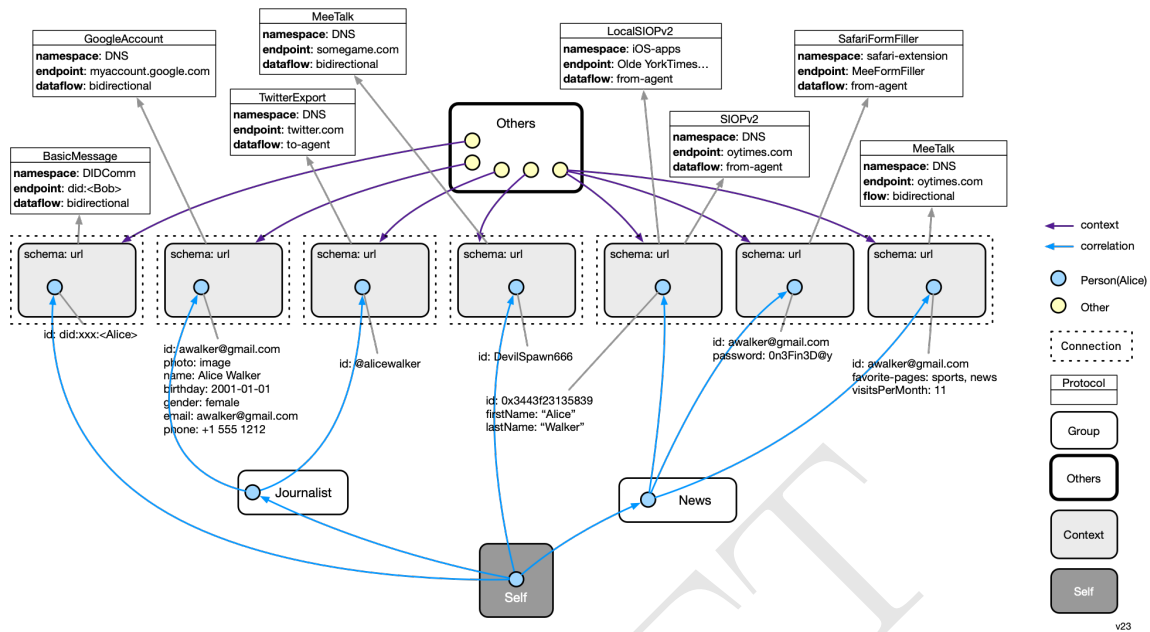 MeeTalk
namespace: DNS
endpoint: somegame.com
dataflow: bidirectional
GoogleAccount
namespace: DNS
endpoint: myaccount.google.com
dataflow: bidirectional
LocalSIOPv2
namespace: iOS-apps
endpoint: Olde YorkTimes...
dataflow: from-agent
SafariFormFiller
namespace: safari-extension
endpoint: MeeFormFiller
dataflow: from-agent
TwitterExport
namespace: DNS
endpoint: twitter.com
dataflow: to-agent
Others
SIOPv2
namespace: DNS
endpoint: oytimes.com
dataflow: from-agent
BasicMessage
namespace: DIDComm
endpoint: did:<Bob>
dataflow: bidirectional
MeeTalk
namespace: DNS
endpoint: oytimes.com
flow: bidirectional
schema: url
schema: url
schema: url
schema: url
schema: url
schema: url
schema: url
id: did:xxx:<Alice>
id: awalker@gmail.com
photo: image
name: Alice Walker
birthday: 2001-01-01
gender: female
email: awalker@gmail.com
phone: +1 555 1212
id: @alicewalker
id: DevilSpawn666
id: 0x3443f23135839
firstName: “Alice”
lastName: “Walker”
id: awalker@gmail.com
password: 0n3Fin3D@y
id: awalker@gmail.com
favorite-pages: sports, news
visitsPerMonth: 11
Journalist
News
Self
context
correlation
Person(Alice)
Other
Connection
Protocol
Group
Others
Context
Self
v23